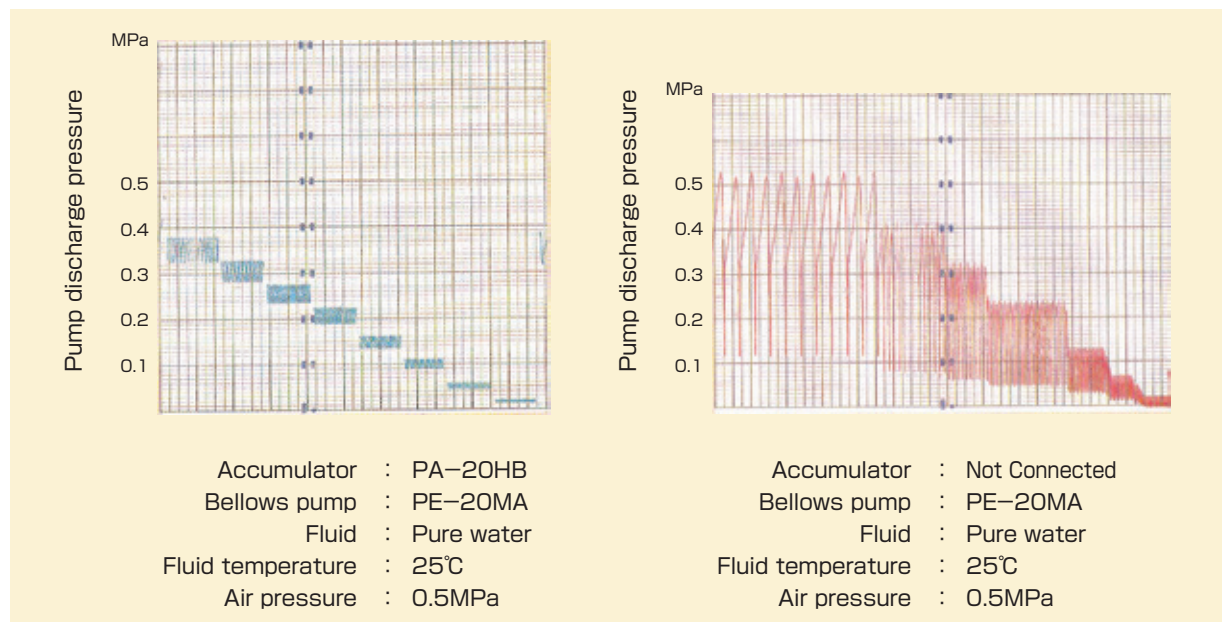 MPa
Pump discharge pressure
0.5
0.4
0.3
0.2
0.1
Accumulator : PA-20HB
Bellows pump : PE-20MA
Fluid : Pure water
Fluid temperature : 25℃
Air pressure : 0.5MPa
MPa
Pump discharge pressure
0.5
0.4
0.3
0.2
0.1
Accumulator : Not Connected
Bellows pump : PE-20MA
Fluid : Pure water
Fluid temperature : 25℃
Air pressure : 0.5MPa